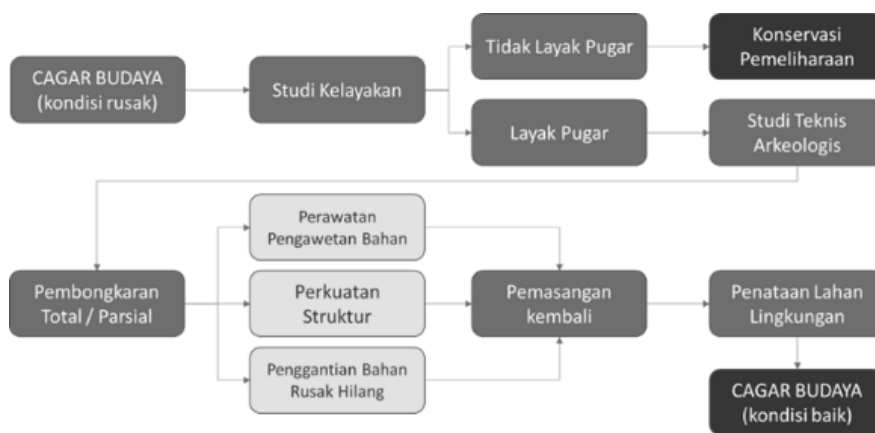 CAGAR BUDAYA
(kondisi rusak)
Studi Kelayakan
Tidak Layak Pugar
Konservasi
Pemeliharaan
Layak Pugar
Studi Teknis
Arkeologis
Pembongkaran
Total / Parsial
Perawatan
Pengawetan Bahan
Perkuatan
Struktur
Penggantian Bahan
Rusak Hilang
Pemasangan
kembali
Penataan Lahan
Lingkungan
CAGAR BUDAYA
(kondisi baik)